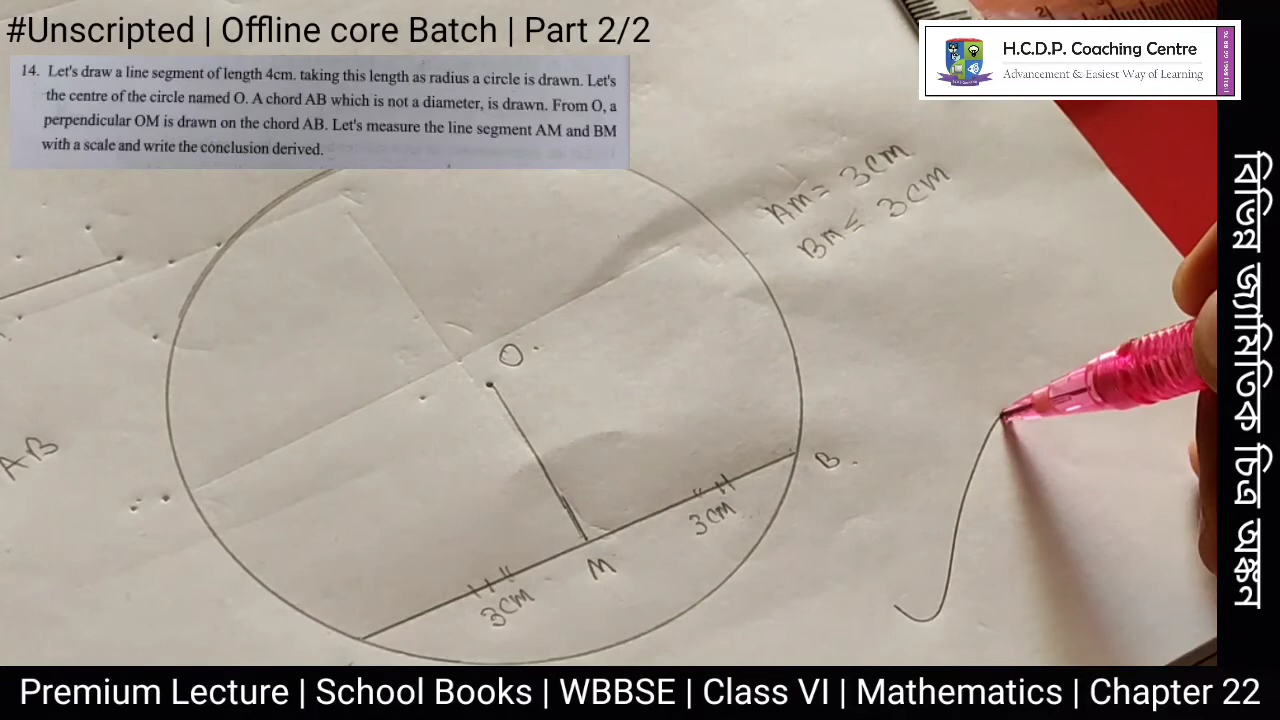 #Unscripted | Offline core Batch | Part 2/2
H.C.D.P. Coaching Centre
Advancement & Easiest Way of Learning
14. Let's draw a line segment of length 4cm. taking this length as radius a circle is drawn. Let's
the centre of the circle named O. A chord AB which is not a diameter, is drawn. From O, a
perpendicular OM is drawn on the chord AB. Let's measure the line segment AM and BM
with a scale and write the conclusion derived.
AM = 3cm
BM = 3cm
O.
AB
B.
3cm
M
3cm
বিভিন্ন জ্যামিতিক চিত্র অঙ্কন
Premium Lecture | School Books | WBBSE | Class VI | Mathematics | Chapter 22